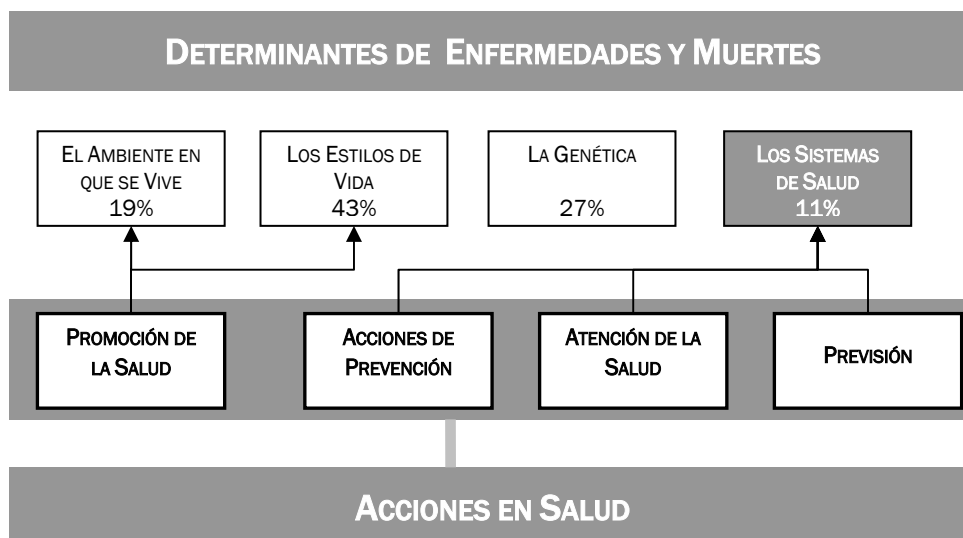 DETERMINANTES DE ENFERMEDADES Y MUERTES
EL AMBIENTE EN
QUE SE VIVE
19%
LOS ESTILOS DE
VIDA
43%
LA GENÉTICA
27%
LOS SISTEMAS
DE SALUD
11%
PROMOCIÓN DE
LA SALUD
ACCIONES DE
PREVENCIÓN
ATENCIÓN DE LA
SALUD
PREVISIÓN
ACCIONES EN SALUD